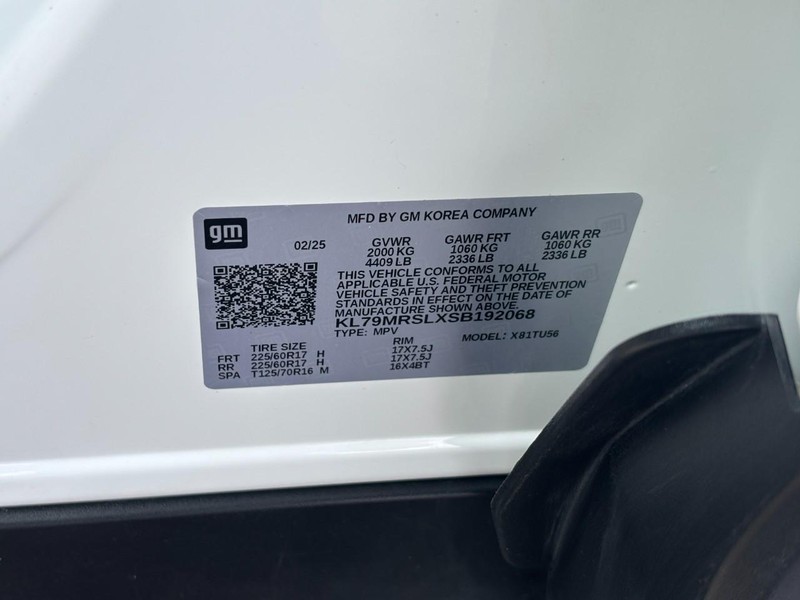 gm
MFD BY GM KOREA COMPANY
02/25 GVWR GAWR FRT GAWR RR
2000 KG 1060 KG 1060 KG
4409 LB 2336 LB 2336 LB
THIS VEHICLE CONFORMS TO ALL
APPLICABLE U.S. FEDERAL MOTOR
VEHICLE SAFETY AND THEFT PREVENTION
STANDARDS IN EFFECT ON THE DATE OF
MANUFACTURE SHOWN ABOVE.
KL79MRSLXSB192068
TYPE: MPV MODEL: X81TU56
TIRE SIZE RIM
FRT 225/60R17 H 17X7.5J
RR 225/60R17 H 17X7.5J
SPA T125/70R16 M 16X4BT